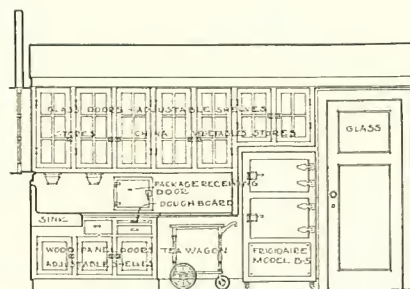 GLASS DOORS - ADJUSTABLE SHELVES
STORES CHINA VEGETABLES STORES
GLASS
PACKAGE RECEIVING
DOOR
DOUGH BOARD
SINK
WOOD PANEL DOORS
ADJUSTABLE SHELVES
TEA WAGON
FRIGIDAIRE
MODEL B-5